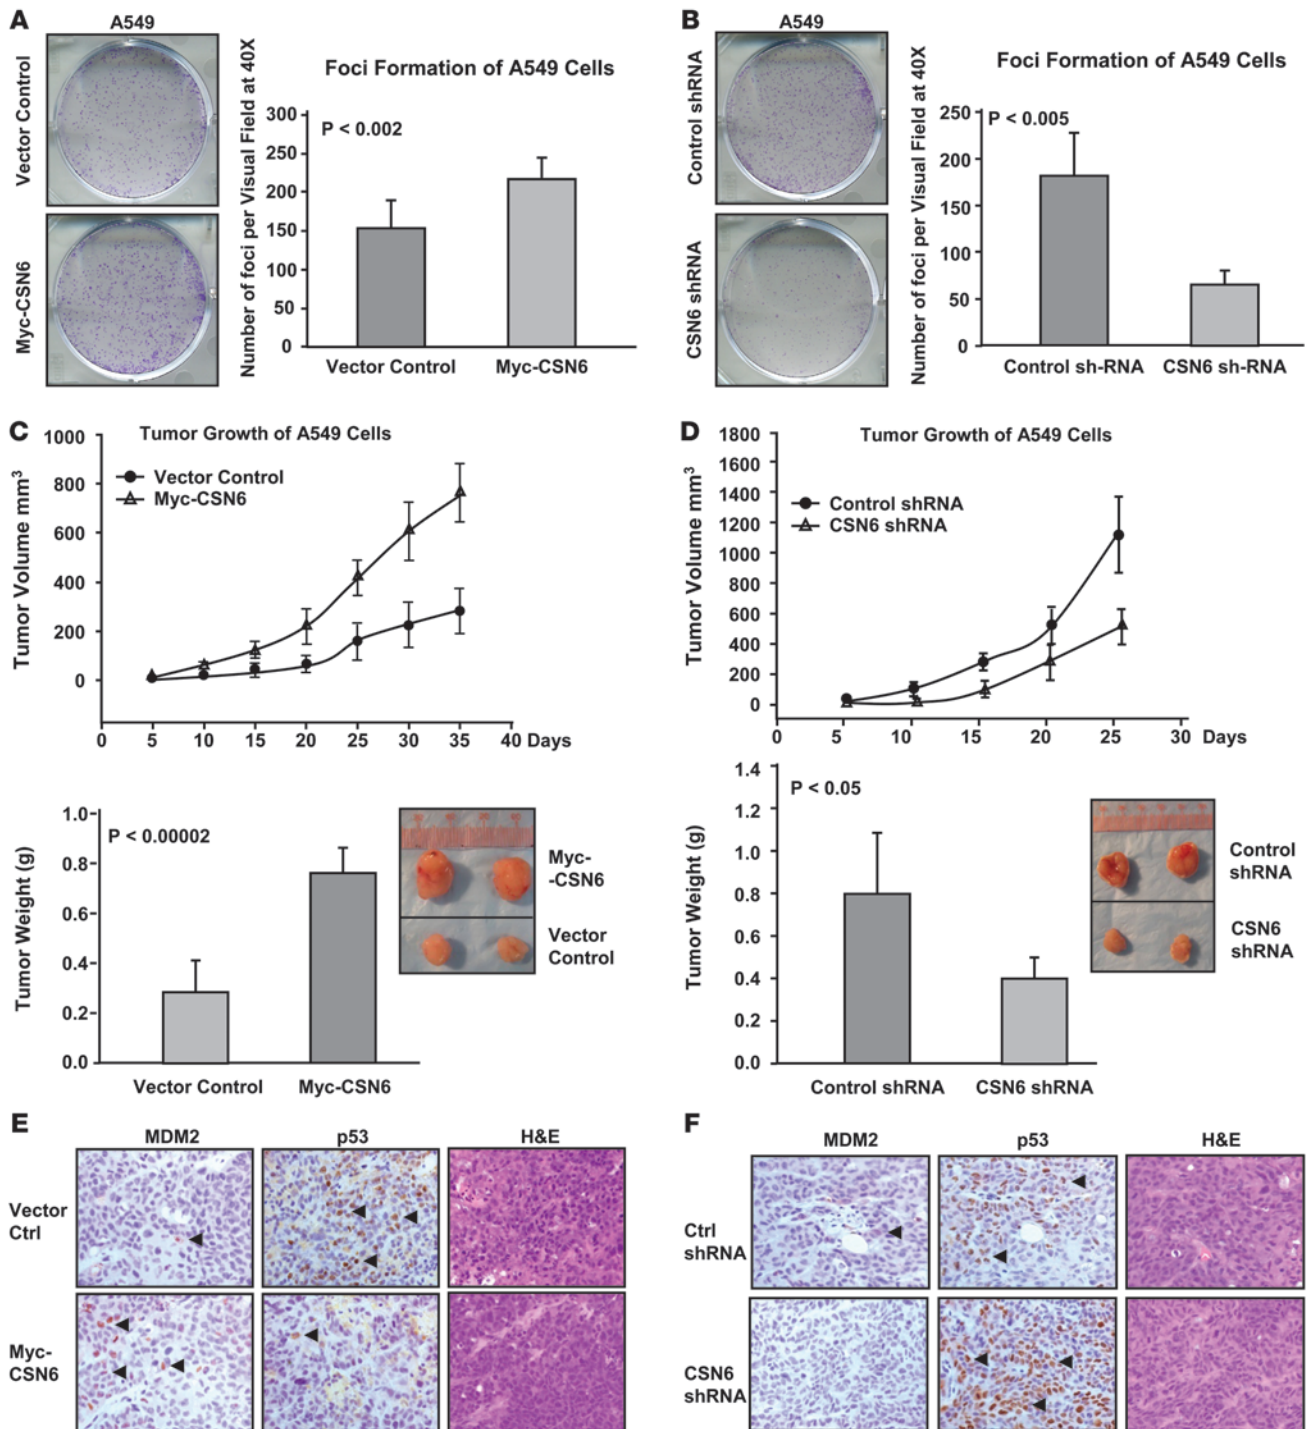 A
A549
Vector Control
Myc-CSN6
Number of foci per Visual Field at 40X
Foci Formation of A549 Cells
P < 0.002
300
250
200
150
100
50
0
Vector Control
Myc-CSN6
B
A549
Control shRNA
CSN6 shRNA
Number of foci per Visual Field at 40X
Foci Formation of A549 Cells
P < 0.005
250
200
150
100
50
0
Control sh-RNA
CSN6 sh-RNA
C
Tumor Growth of A549 Cells
Vector Control
Myc-CSN6
Tumor Volume mm³
1000
800
600
400
200
0
0 5 10 15 20 25 30 35 40 Days
Tumor Weight (g)
P < 0.00002
1.0
0.8
0.6
0.4
0.2
0.0
Vector Control
Myc-CSN6
Myc-
-CSN6
Vector
Control
D
Tumor Growth of A549 Cells
Control shRNA
CSN6 shRNA
Tumor Volume mm³
1800
1600
1400
1200
1000
800
600
400
200
0
0 5 10 15 20 25 30 Days
Tumor Weight (g)
P < 0.05
1.4
1.2
1.0
0.8
0.6
0.4
0.2
0.0
Control shRNA
CSN6 shRNA
Control
shRNA
CSN6
shRNA
E
MDM2
p53
H&E
Vector
Ctrl
Myc-
CSN6
F
MDM2
p53
H&E
Ctrl
shRNA
CSN6
shRNA